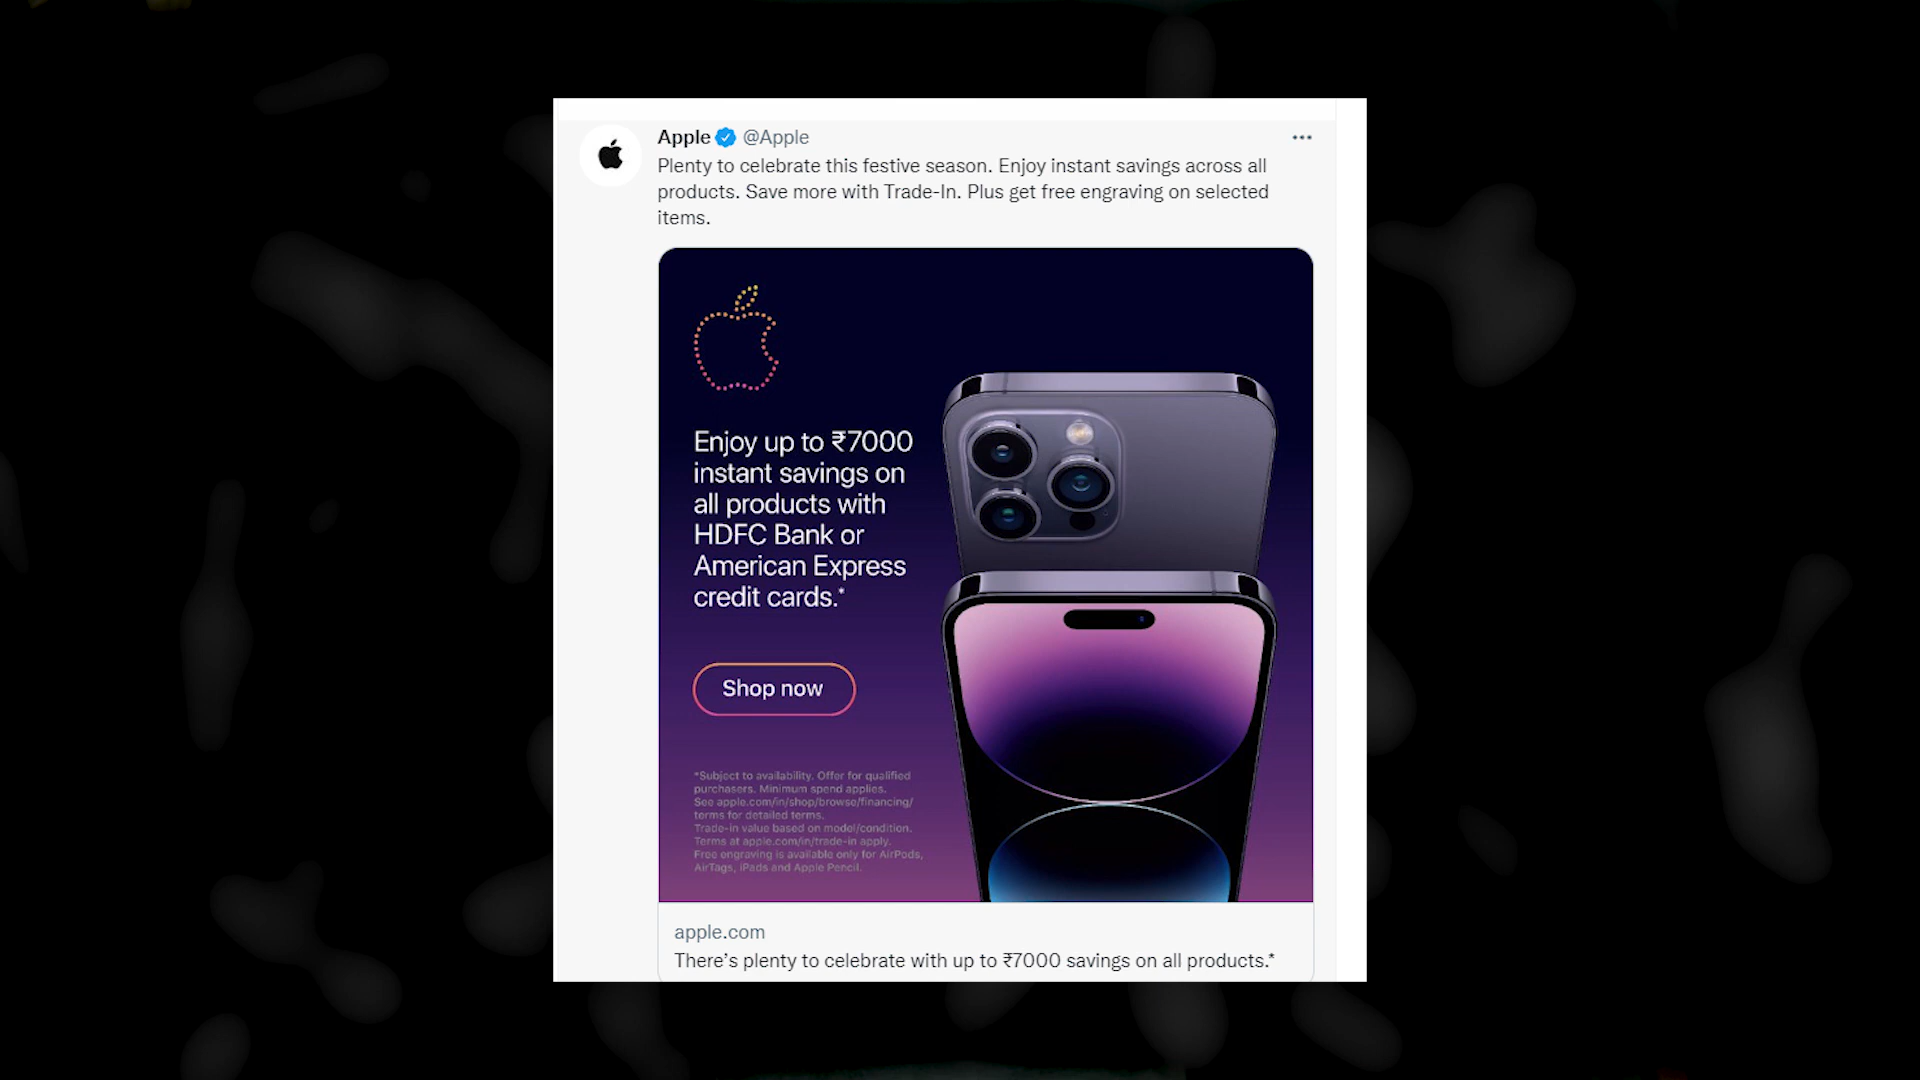 Apple @Apple
Plenty to celebrate this festive season. Enjoy instant savings across all
products. Save more with Trade-In. Plus get free engraving on selected
items.
Enjoy up to ₹7000
instant savings on
all products with
HDFC Bank or
American Express
credit cards.*
Shop now
*Subject to availability. Offer for qualified
purchasers. Minimum spend applies.
See apple.com/in/shop/browse/financing/
terms for detailed terms.
Trade-in value based on model/condition.
Terms at apple.com/in/trade-in apply.
Free engraving is available only for AirPods,
AirTags, iPads and Apple Pencil.
apple.com
There’s plenty to celebrate with up to ₹7000 savings on all products.*